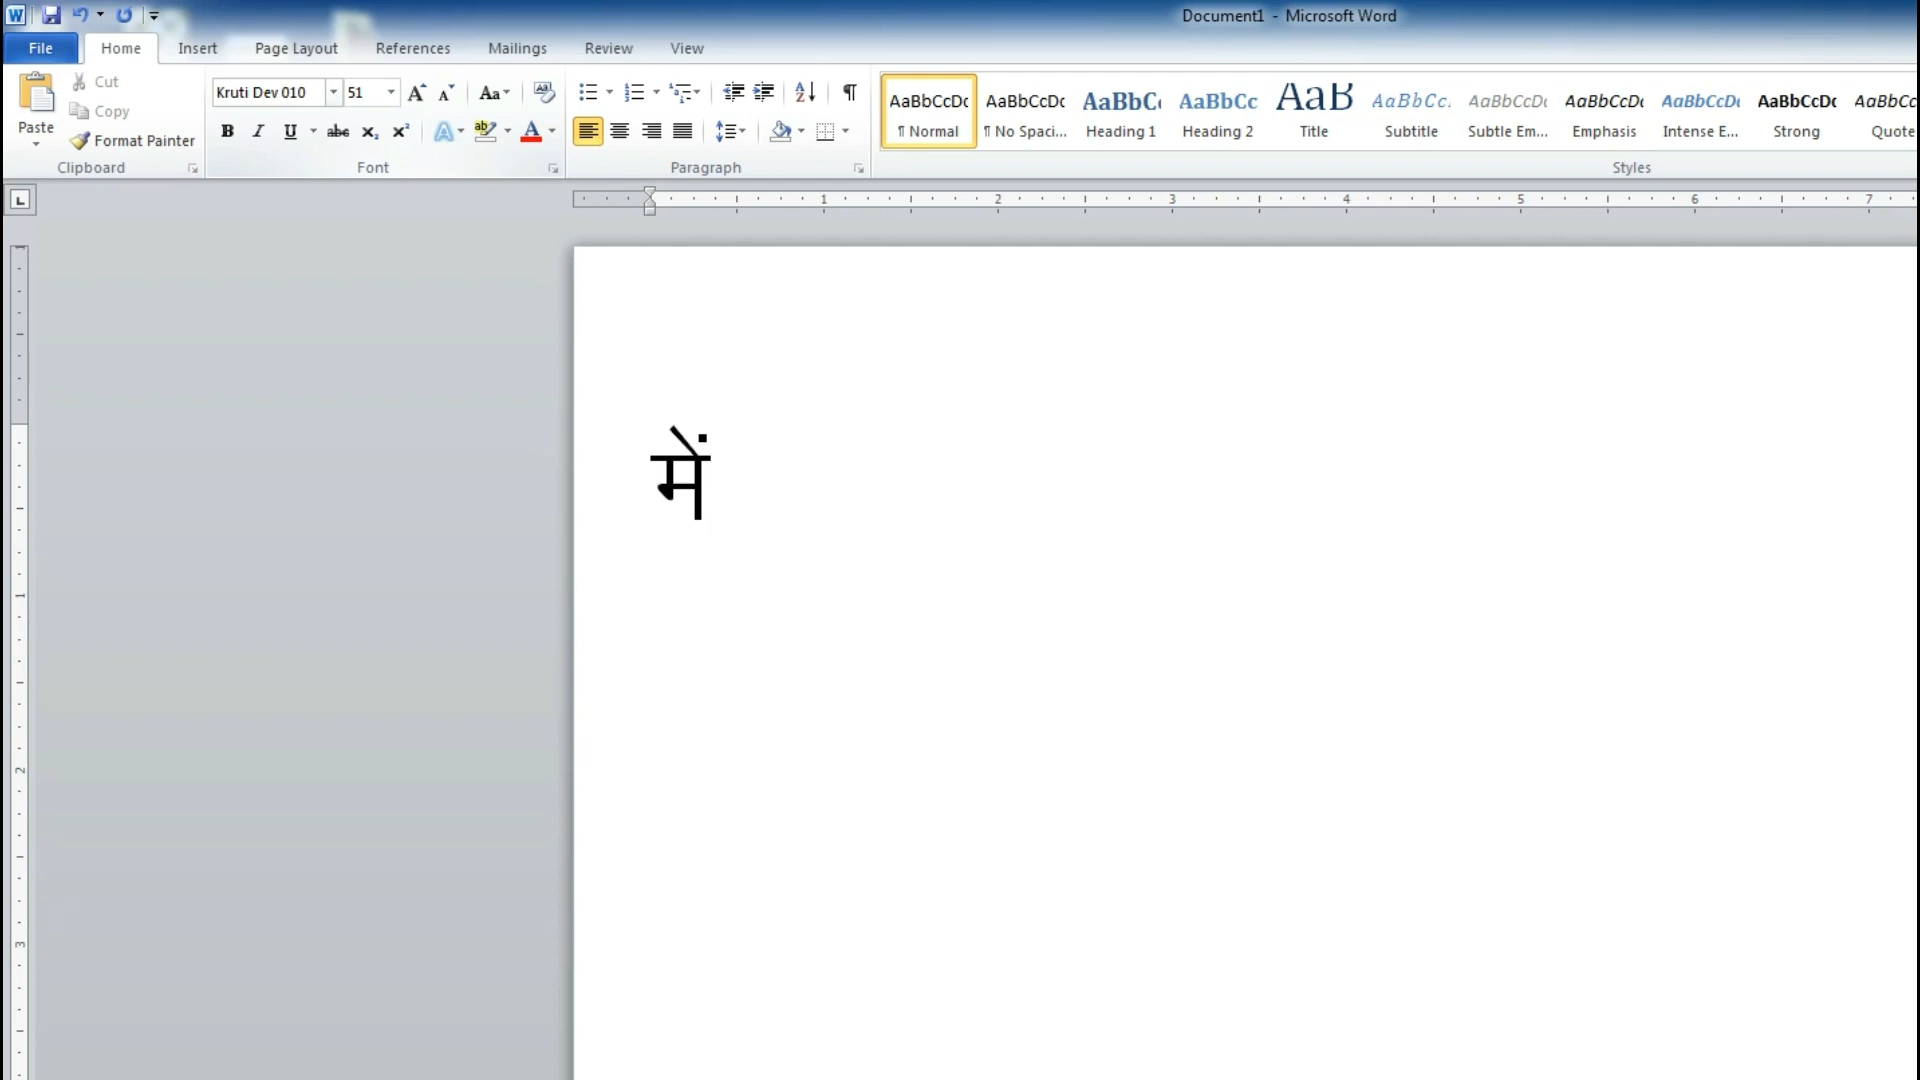 Document1 - Microsoft Word
File Home Insert Page Layout References Mailings Review View
Paste
Cut
Copy
Format Painter
Clipboard
Kruti Dev 010 51
Font
Paragraph
AaBbCcDc AaBbCcDc AaBbC AaBbCc AaB AaBbCc. AaBbCcDc AaBbCcDc AaBbCcDc AaBbCcDc AaBbCc
¶ Normal ¶ No Spaci... Heading 1 Heading 2 Title Subtitle Subtle Em... Emphasis Intense E... Strong Quote
Styles
1 2 3 4 5 6 7
में
1
2
3